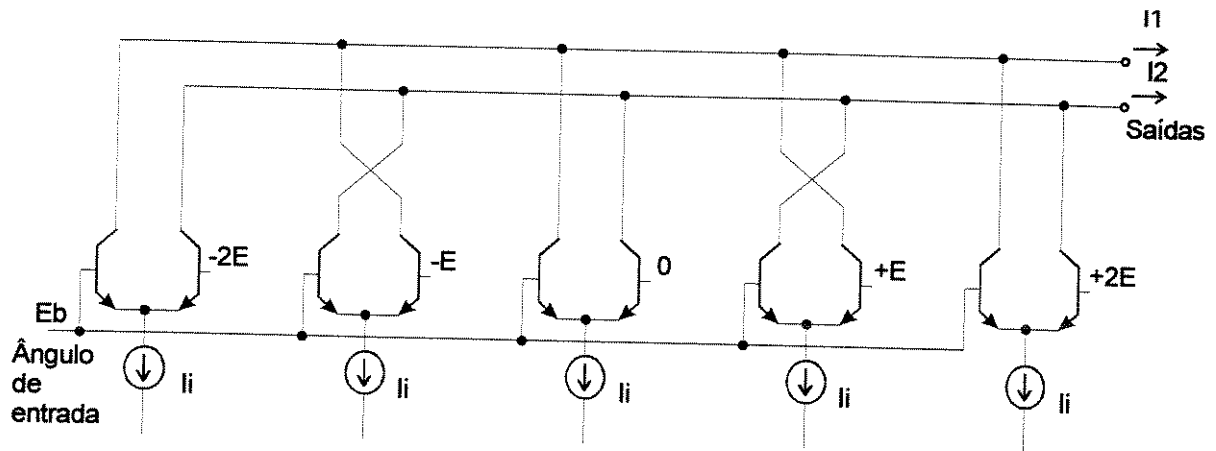 I1
I2
Saídas
-2E
-E
0
+E
+2E
Eb
Ângulo
de
entrada
Ii
Ii
Ii
Ii
Ii